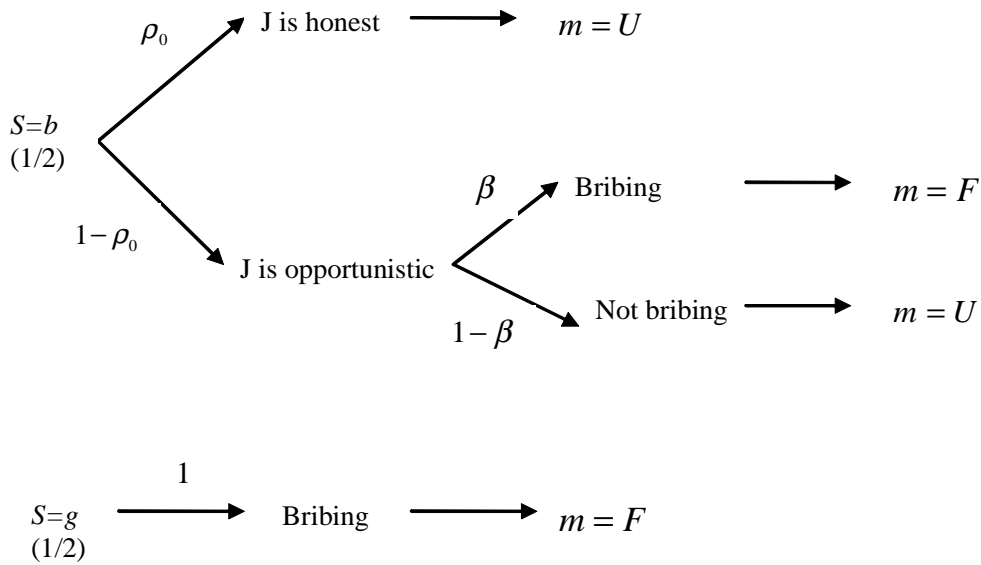 ρ₀
J is honest
m = U
S=b
(1/2)
β
Bribing
m = F
1−ρ₀
J is opportunistic
Not bribing
m = U
1−β
1
S=g
(1/2)
Bribing
m = F